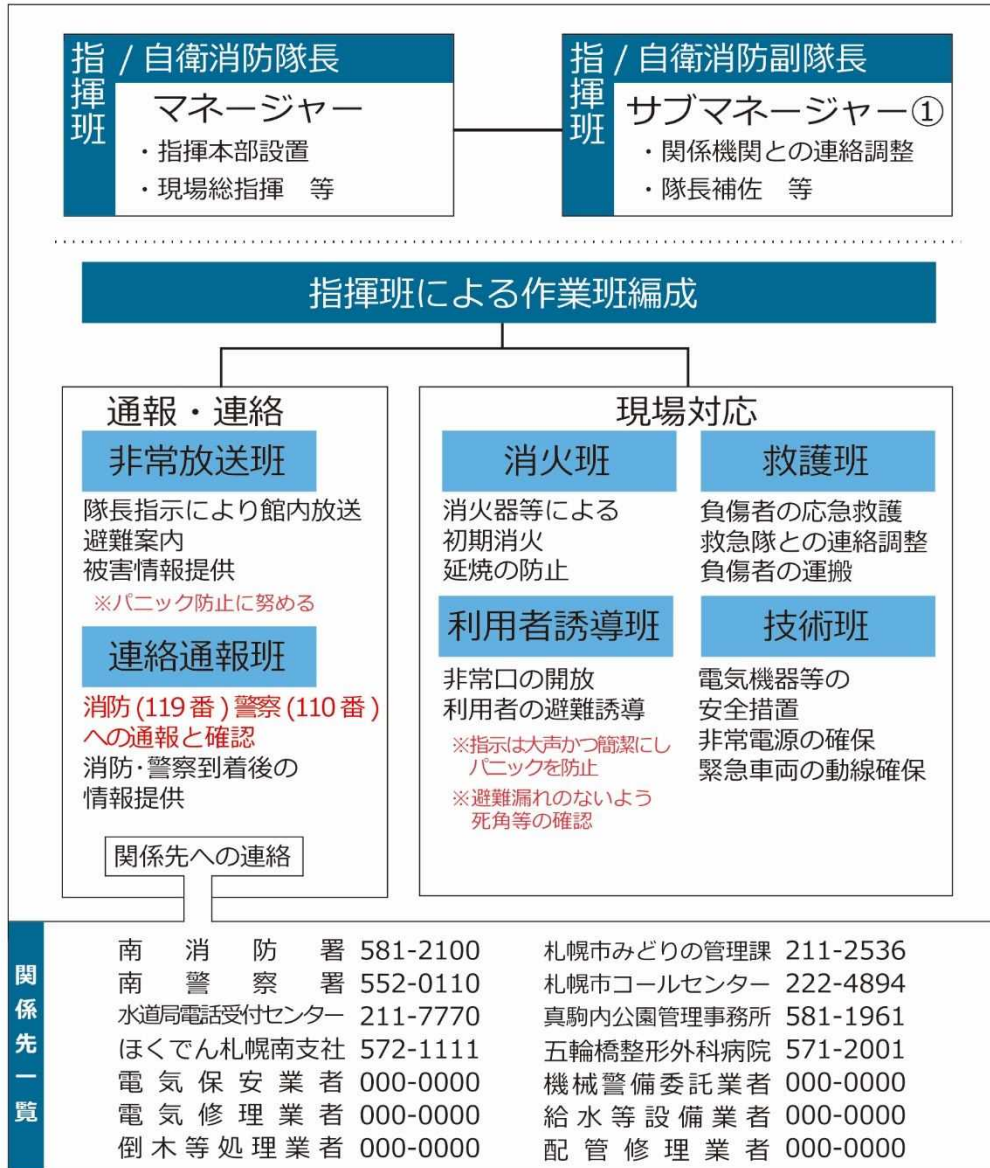 指揮班
/ 自衛消防隊長
マネージャー
・指揮本部設置
・現場総指揮 等
指揮班
/ 自衛消防副隊長
サブマネージャー①
・関係機関との連絡調整
・隊長補佐 等
指揮班による作業班編成
通報・連絡
非常放送班
隊長指示により館内放送
避難案内
被害情報提供
※パニック防止に努める
連絡通報班
消防(119番)警察(110番)
への通報と確認
消防・警察到着後の
情報提供
関係先への連絡
現場対応
消火班
消火器等による
初期消火
延焼の防止
救護班
負傷者の応急救護
救急隊との連絡調整
負傷者の運搬
利用者誘導班
非常口の開放
利用者の避難誘導
※指示は大声かつ簡潔にし
パニックを防止
※避難漏れのないよう
死角等の確認
技術班
電気機器等の
安全措置
非常電源の確保
緊急車両の動線確保
関係先一覧
南消防署 581-2100
南警察署 552-0110
水道局電話受付センター 211-7770
ほくでん札幌南支社 572-1111
電気保安業者 000-0000
電気修理業者 000-0000
倒木等処理業者 000-0000
札幌市みどりの管理課 211-2536
札幌市コールセンター 222-4894
真駒内公園管理事務所 581-1961
五輪橋整形外科病院 571-2001
機械警備委託業者 000-0000
給水等設備業者 000-0000
配管修理業者 000-0000